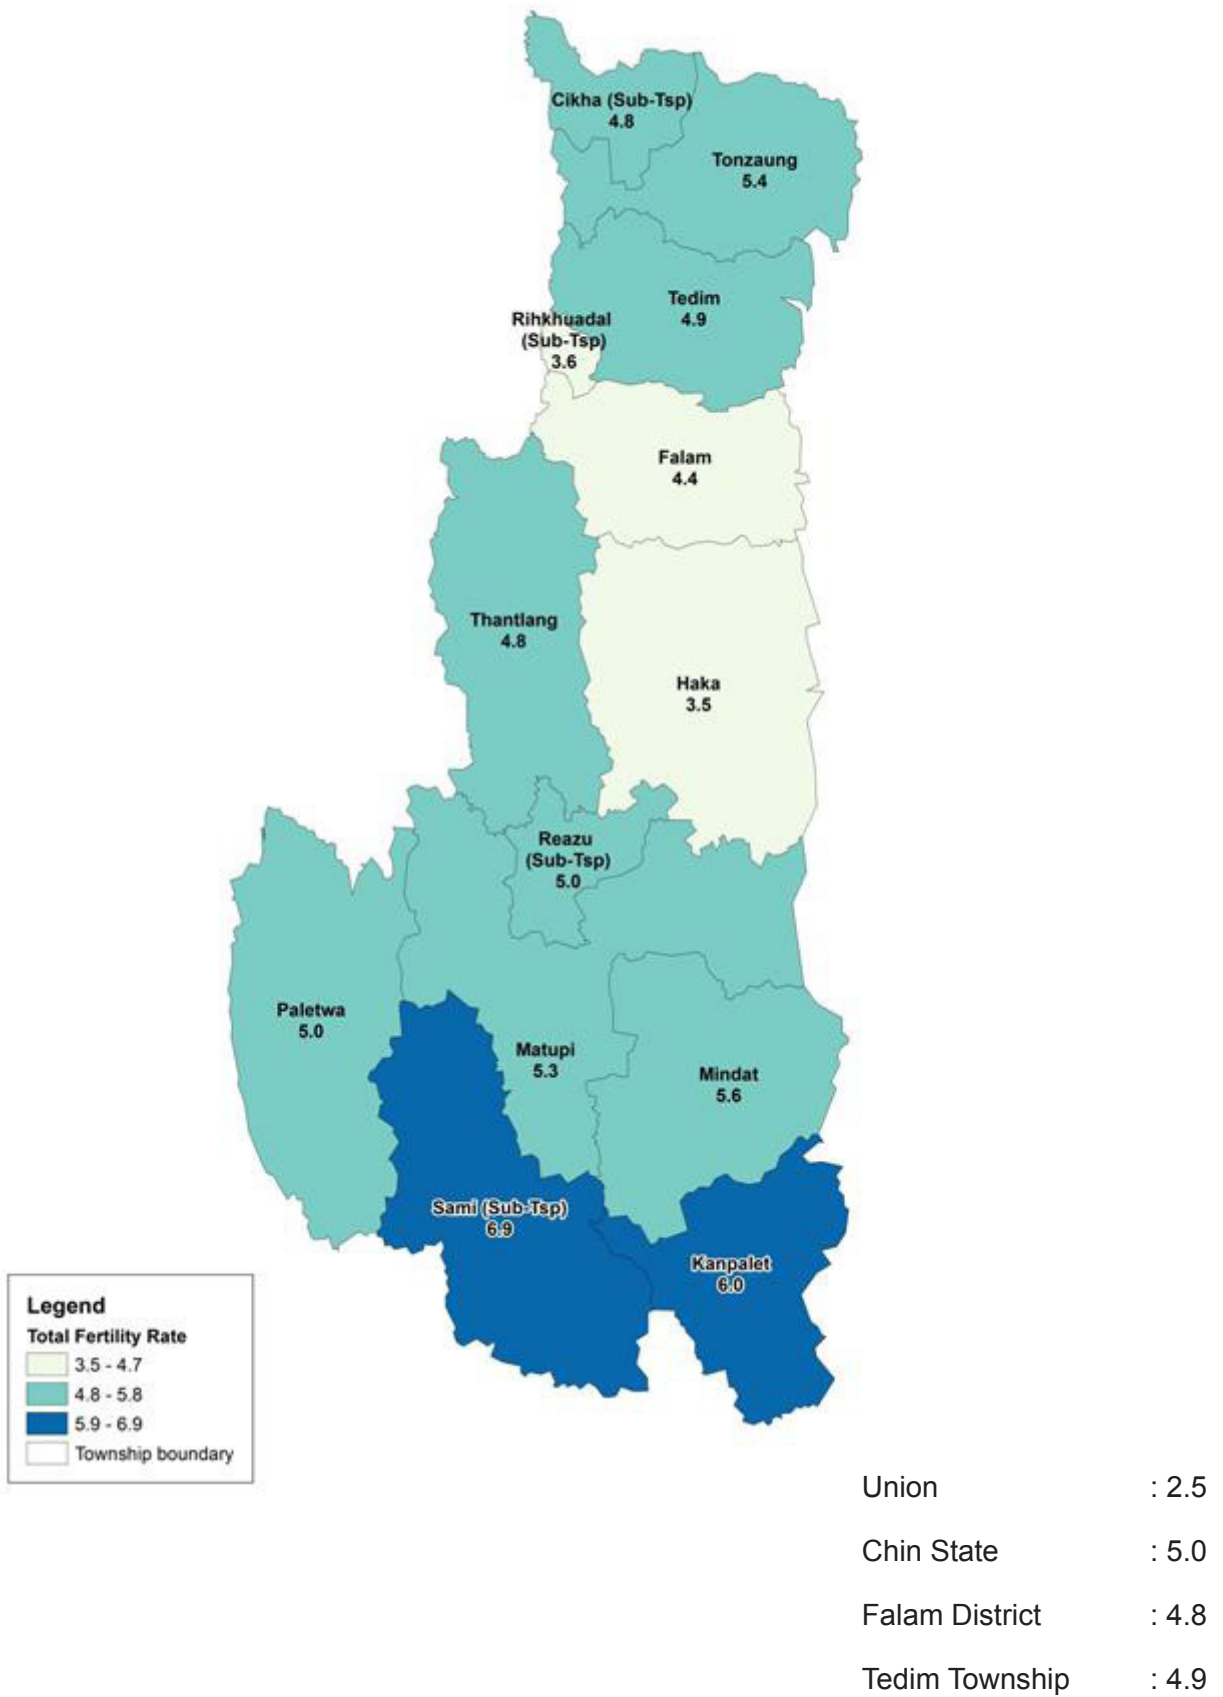 Cikha (Sub-Tsp)
4.8
Tonzaung
5.4
Tedim
4.9
Rihkhuadal
(Sub-Tsp)
3.6
Falam
4.4
Thantlang
4.8
Haka
3.5
Reazu
(Sub-Tsp)
5.0
Paletwa
5.0
Matupi
5.3
Mindat
5.6
Sami (Sub-Tsp)
6.9
Kanpalet
6.0
Legend
Total Fertility Rate
3.5 - 4.7
4.8 - 5.8
5.9 - 6.9
Township boundary
Union : 2.5
Chin State : 5.0
Falam District : 4.8
Tedim Township : 4.9